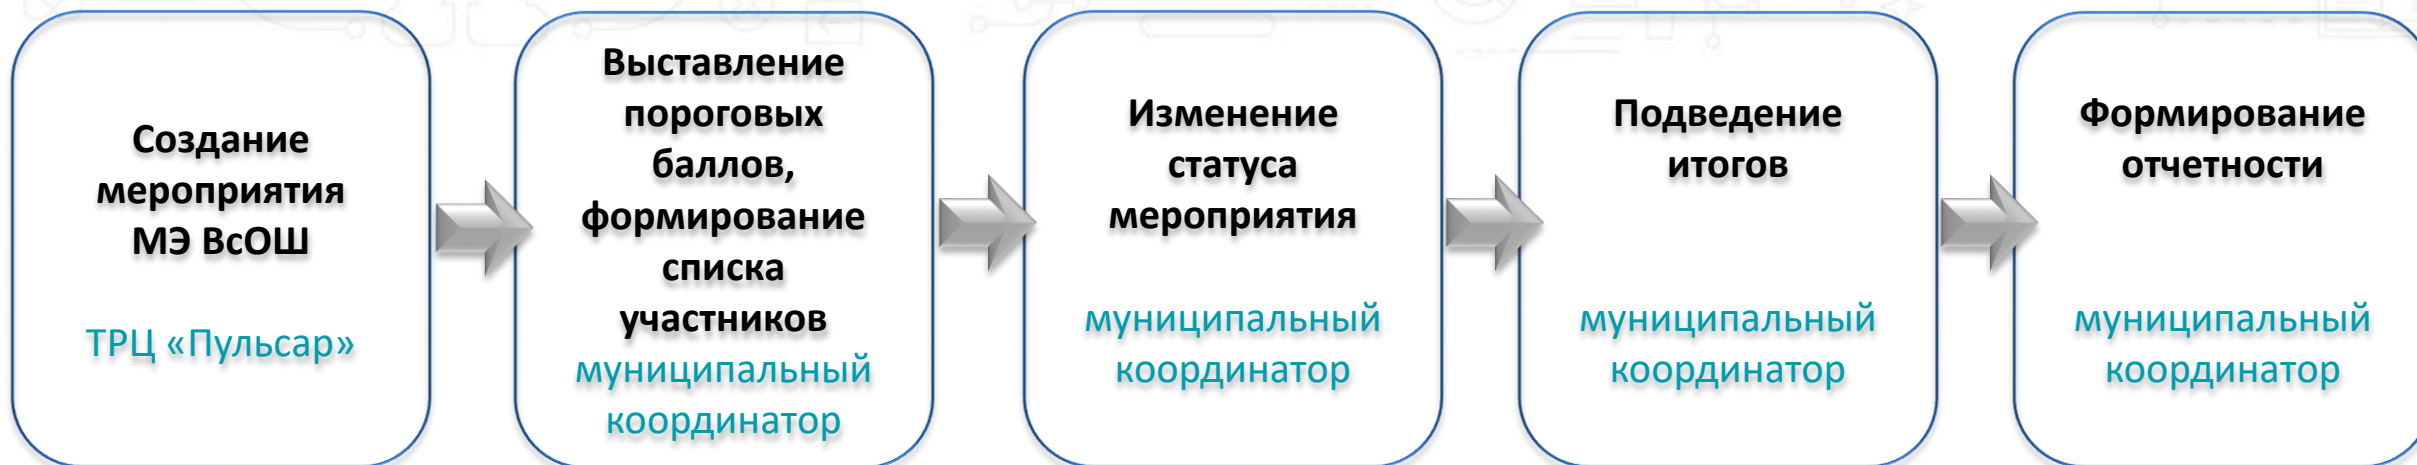 Создание
мероприятия
МЭ ВсОШ
ТРЦ «Пульсар»
Выставление
пороговых
баллов,
формирование
списка
участников
муниципальный
координатор
Изменение
статуса
мероприятия
муниципальный
координатор
Подведение
итогов
муниципальный
координатор
Формирование
отчетности
муниципальный
координатор